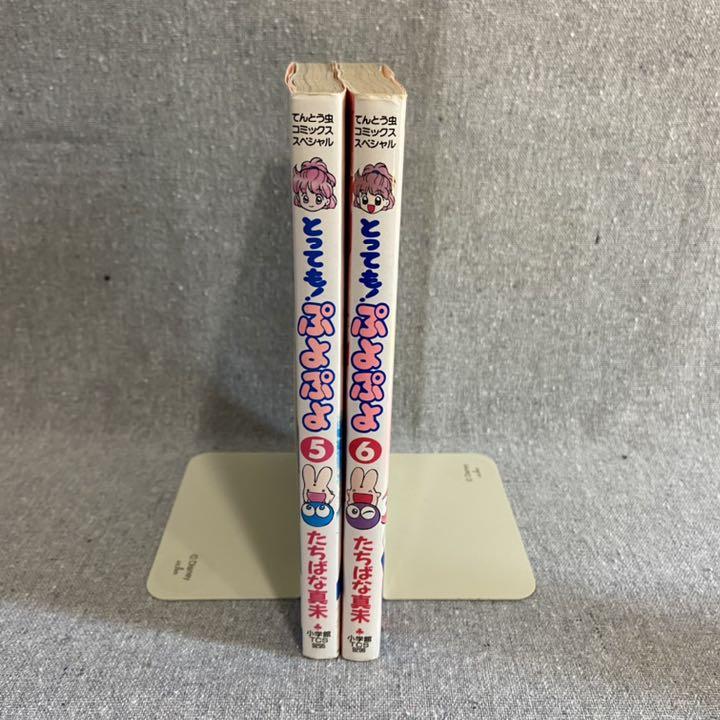 てんとう虫
コミックス
スペシャル
とっても!
ぷよぷよ
5
たちばな真未
小学館
TCS
てんとう虫
コミックス
スペシャル
とっても!
ぷよぷよ
6
たちばな真未
小学館
TCS
© Disney